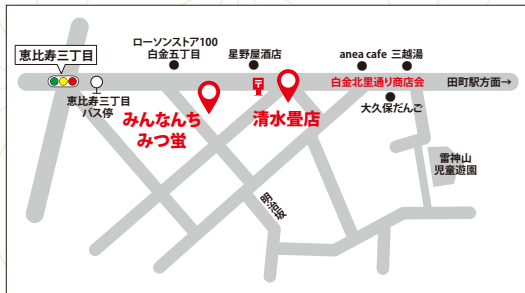 恵比寿三丁目
ローソンストア100
白金五丁目
星野屋酒店
anea cafe
三越湯
恵比寿三丁目
バス停
みんなんち
みつ蛍
清水畳店
白金北里通り商店会
田町駅方面→
大久保だんご
雷神山
児童遊園
明治坂